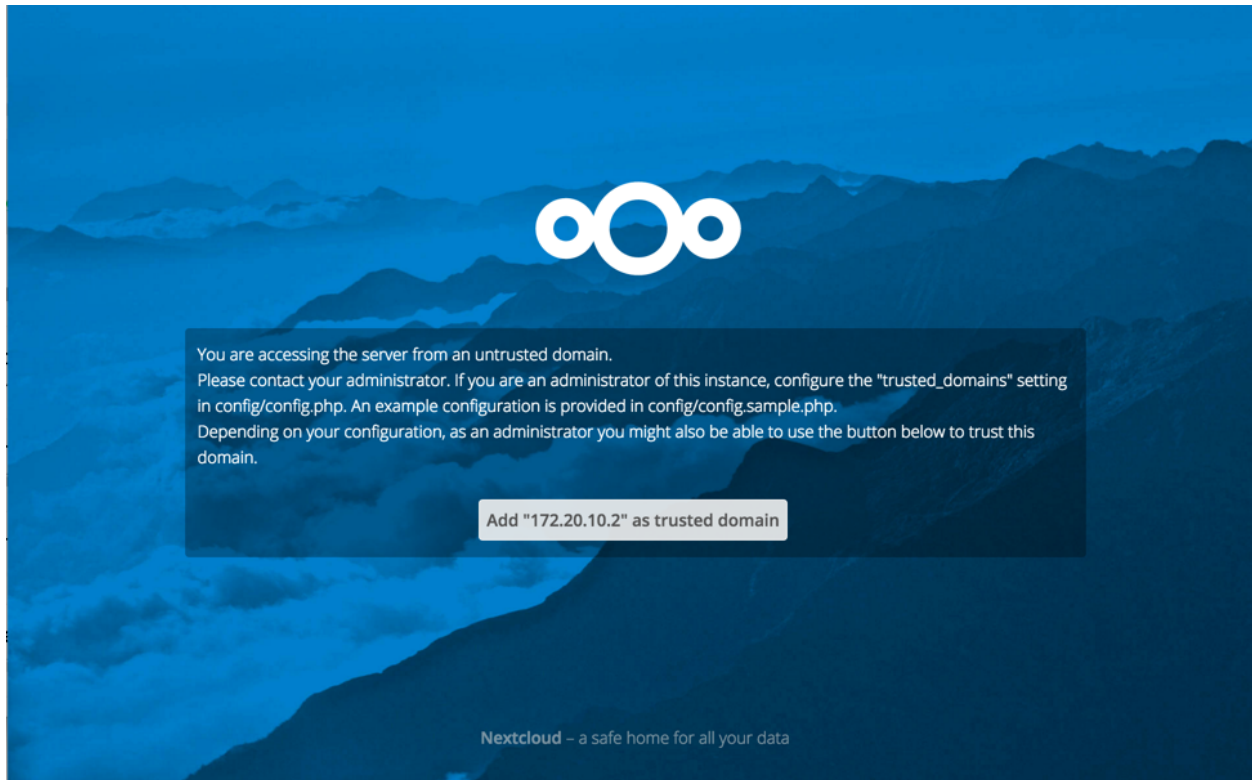 You are accessing the server from an untrusted domain.
Please contact your administrator. If you are an administrator of this instance, configure the "trusted_domains" setting
in config/config.php. An example configuration is provided in config/config.sample.php.
Depending on your configuration, as an administrator you might also be able to use the button below to trust this
domain.
Add "172.20.10.2" as trusted domain
Nextcloud – a safe home for all your data